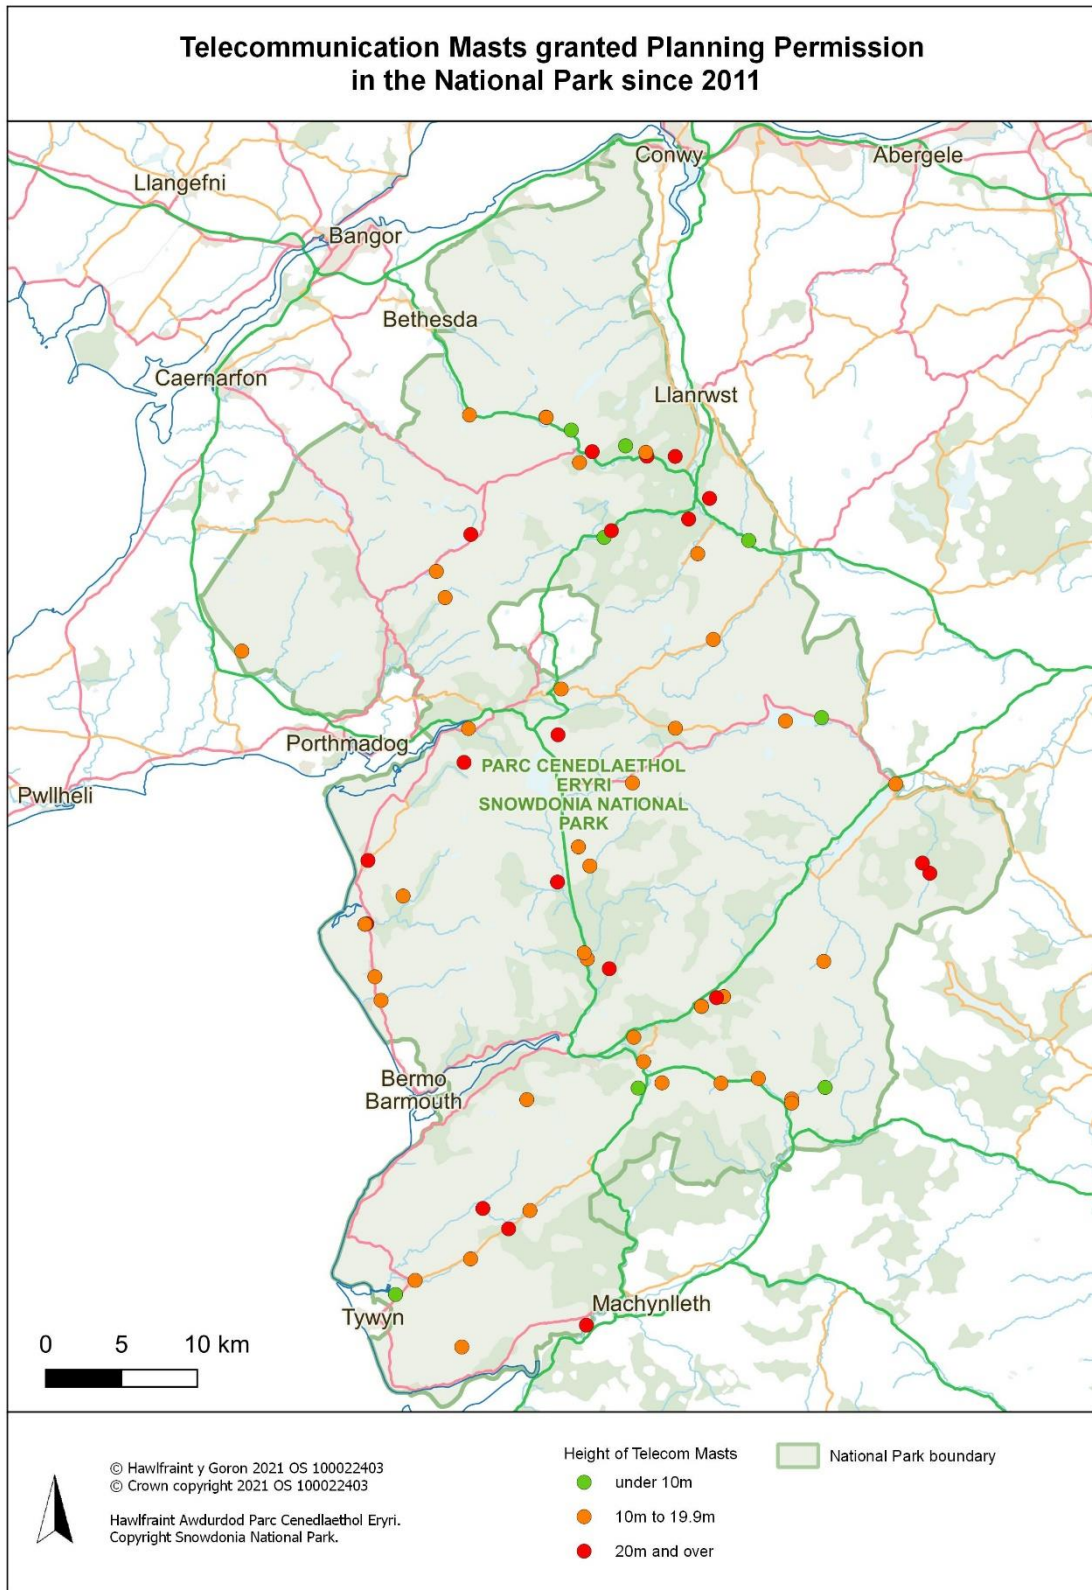 Telecommunication Masts granted Planning Permission
in the National Park since 2011
Conwy
Abergele
Llangefni
Bangor
Bethesda
Caernarfon
Llanrwst
Porthmadog
Pwllheli
PARC CENEDLAETHOL
ERYRI
SNOWDONIA NATIONAL
PARK
Bermo
Barmouth
Machynlleth
Tywyn
0 5 10 km
© Hawlfraint y Goron 2021 OS 100022403
© Crown copyright 2021 OS 100022403
Hawlfraint Awdurdod Parc Cenedlaethol Eryri.
Copyright Snowdonia National Park.
Height of Telecom Masts
under 10m
10m to 19.9m
20m and over
National Park boundary